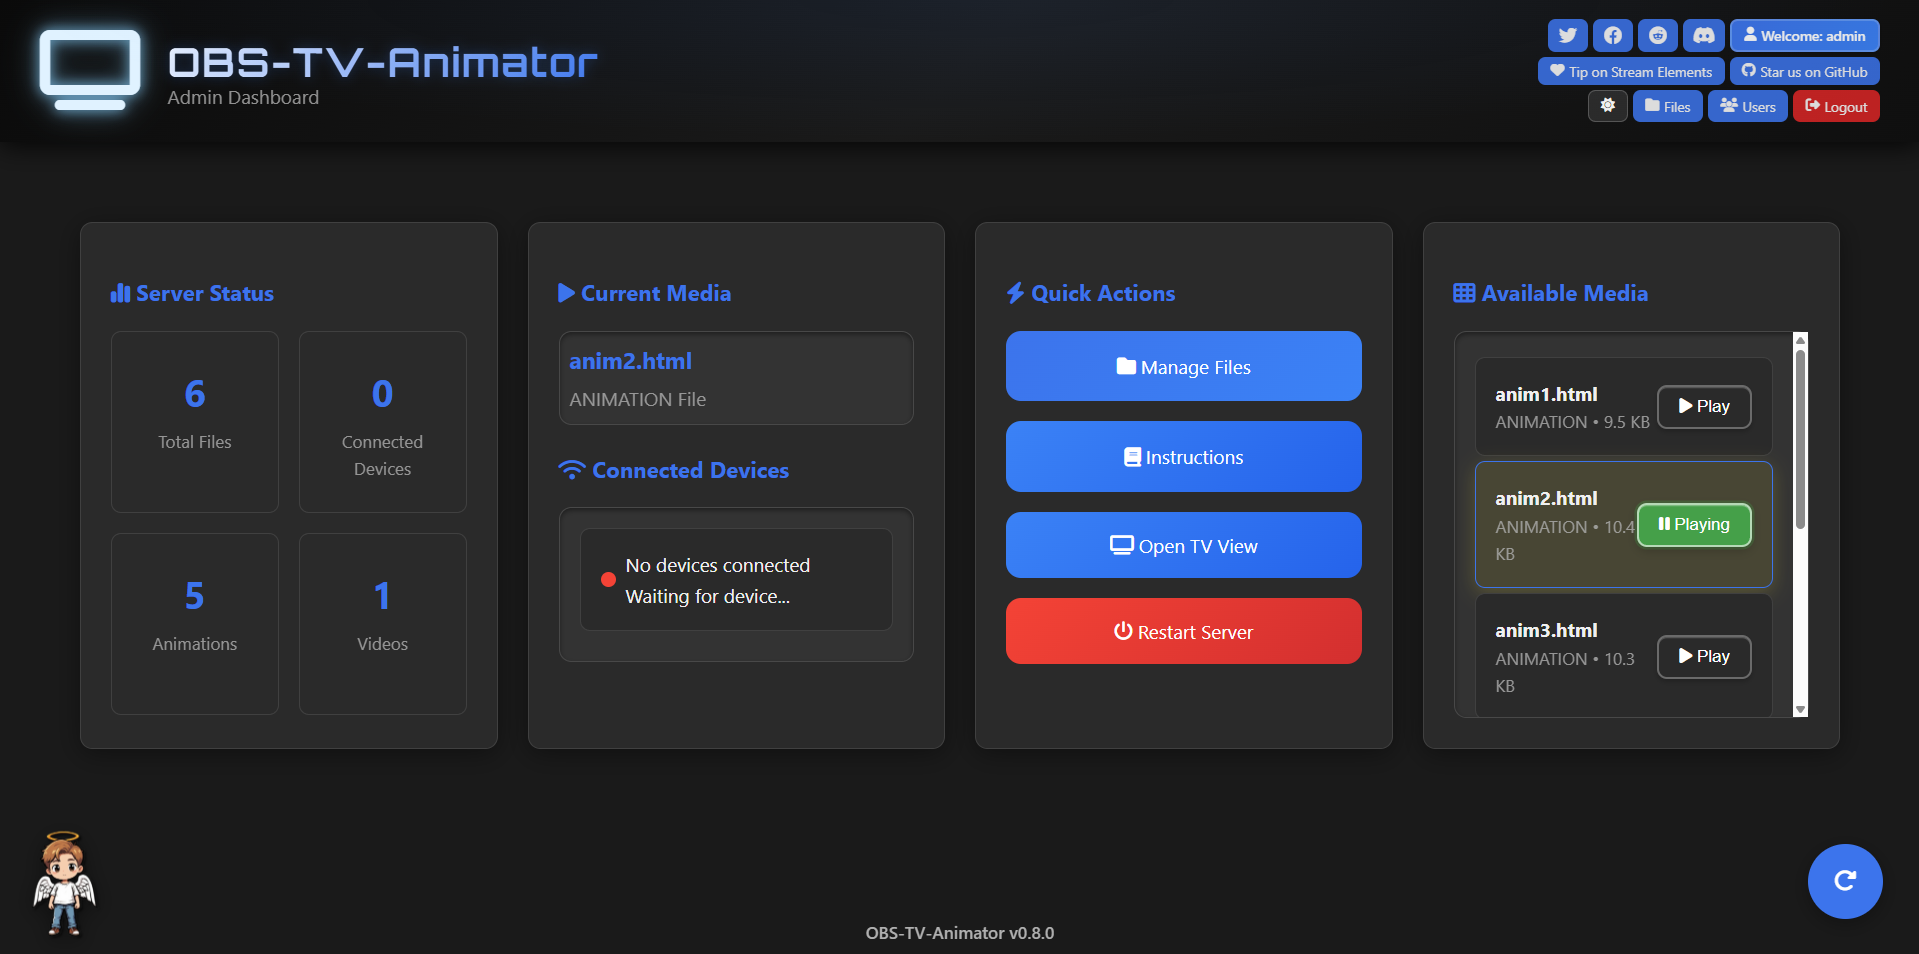 OBS-TV-Animator
Admin Dashboard
Welcome: admin
Tip on Stream Elements
Star us on GitHub
Files
Users
Logout
Server Status
6
Total Files
0
Connected
Devices
5
Animations
1
Videos
Current Media
anim2.html
ANIMATION File
Connected Devices
No devices connected
Waiting for device...
Quick Actions
Manage Files
Instructions
Open TV View
Restart Server
Available Media
anim1.html
ANIMATION • 9.5 KB
Play
anim2.html
ANIMATION • 10.4
KB
Playing
anim3.html
ANIMATION • 10.3
KB
Play
OBS-TV-Animator v0.8.0